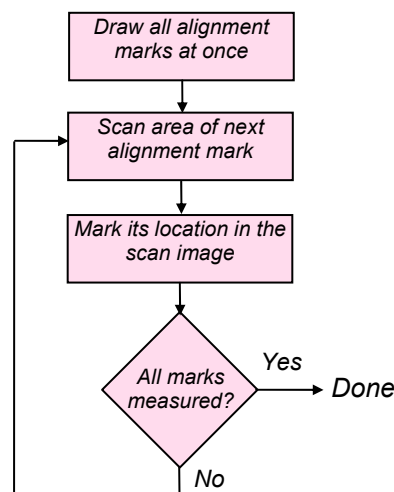 Draw all alignment
marks at once
Scan area of next
alignment mark
Mark its location in the
scan image
All marks
measured?
Yes
Done
No